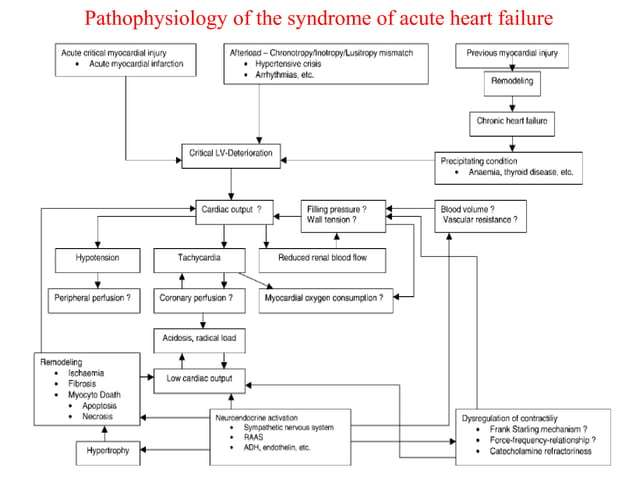 Pathophysiology of the syndrome of acute heart failure
Acute critical myocardial injury
• Acute myocardial infarction
Afterload – Chronotropy/Inotropy/Lusitropy mismatch
• Hypertensive crisis
• Arrhythmias, etc.
Previous myocardial injury
Remodeling
Chronic heart failure
Critical LV-Deterioration
Precipitating condition
• Anaemia, thyroid disease, etc.
Cardiac output ?
Filling pressure ?
Wall tension ?
Blood volume ?
Vascular resistance ?
Hypotension
Tachycardia
Reduced renal blood flow
Peripheral perfusion ?
Coronary perfusion ?
Myocardial oxygen consumption ?
Acidosis, radical load
Remodeling
• Ischaemia
• Fibrosis
• Myocyto Death
• Apoptosis
• Necrosis
Low cardiac output
Neuroendocrine activation
• Sympathetic nervous system
• RAAS
• ADH, endothelin, etc.
Dysregulation of contractiliy
• Frank Starling mechanism ?
• Force-frequency-relationship ?
• Catecholamine refractoriness
Hypertrophy